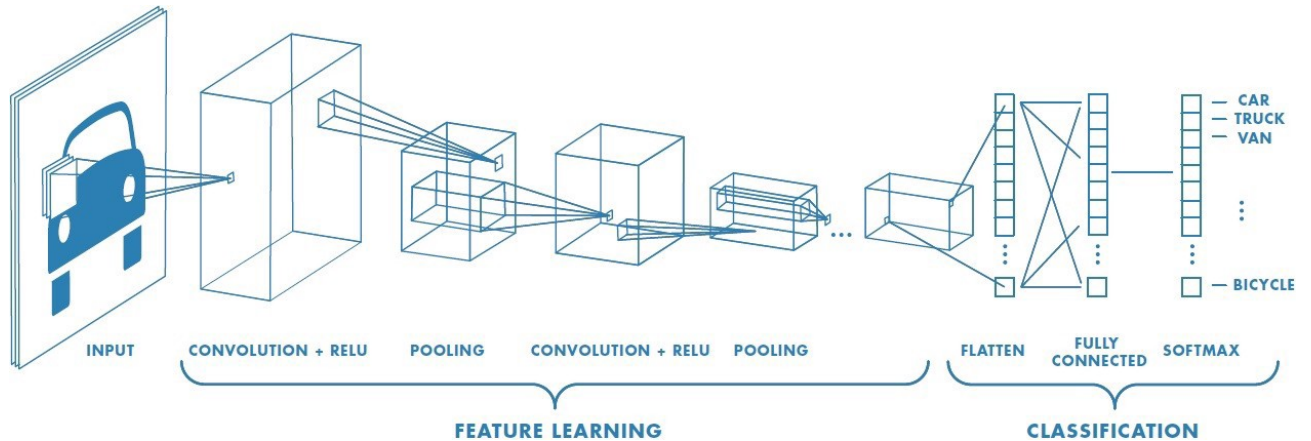 CAR
TRUCK
VAN
BICYCLE
INPUT
CONVOLUTION + RELU
POOLING
CONVOLUTION + RELU
POOLING
FLATTEN
FULLY
CONNECTED
SOFTMAX
FEATURE LEARNING
CLASSIFICATION